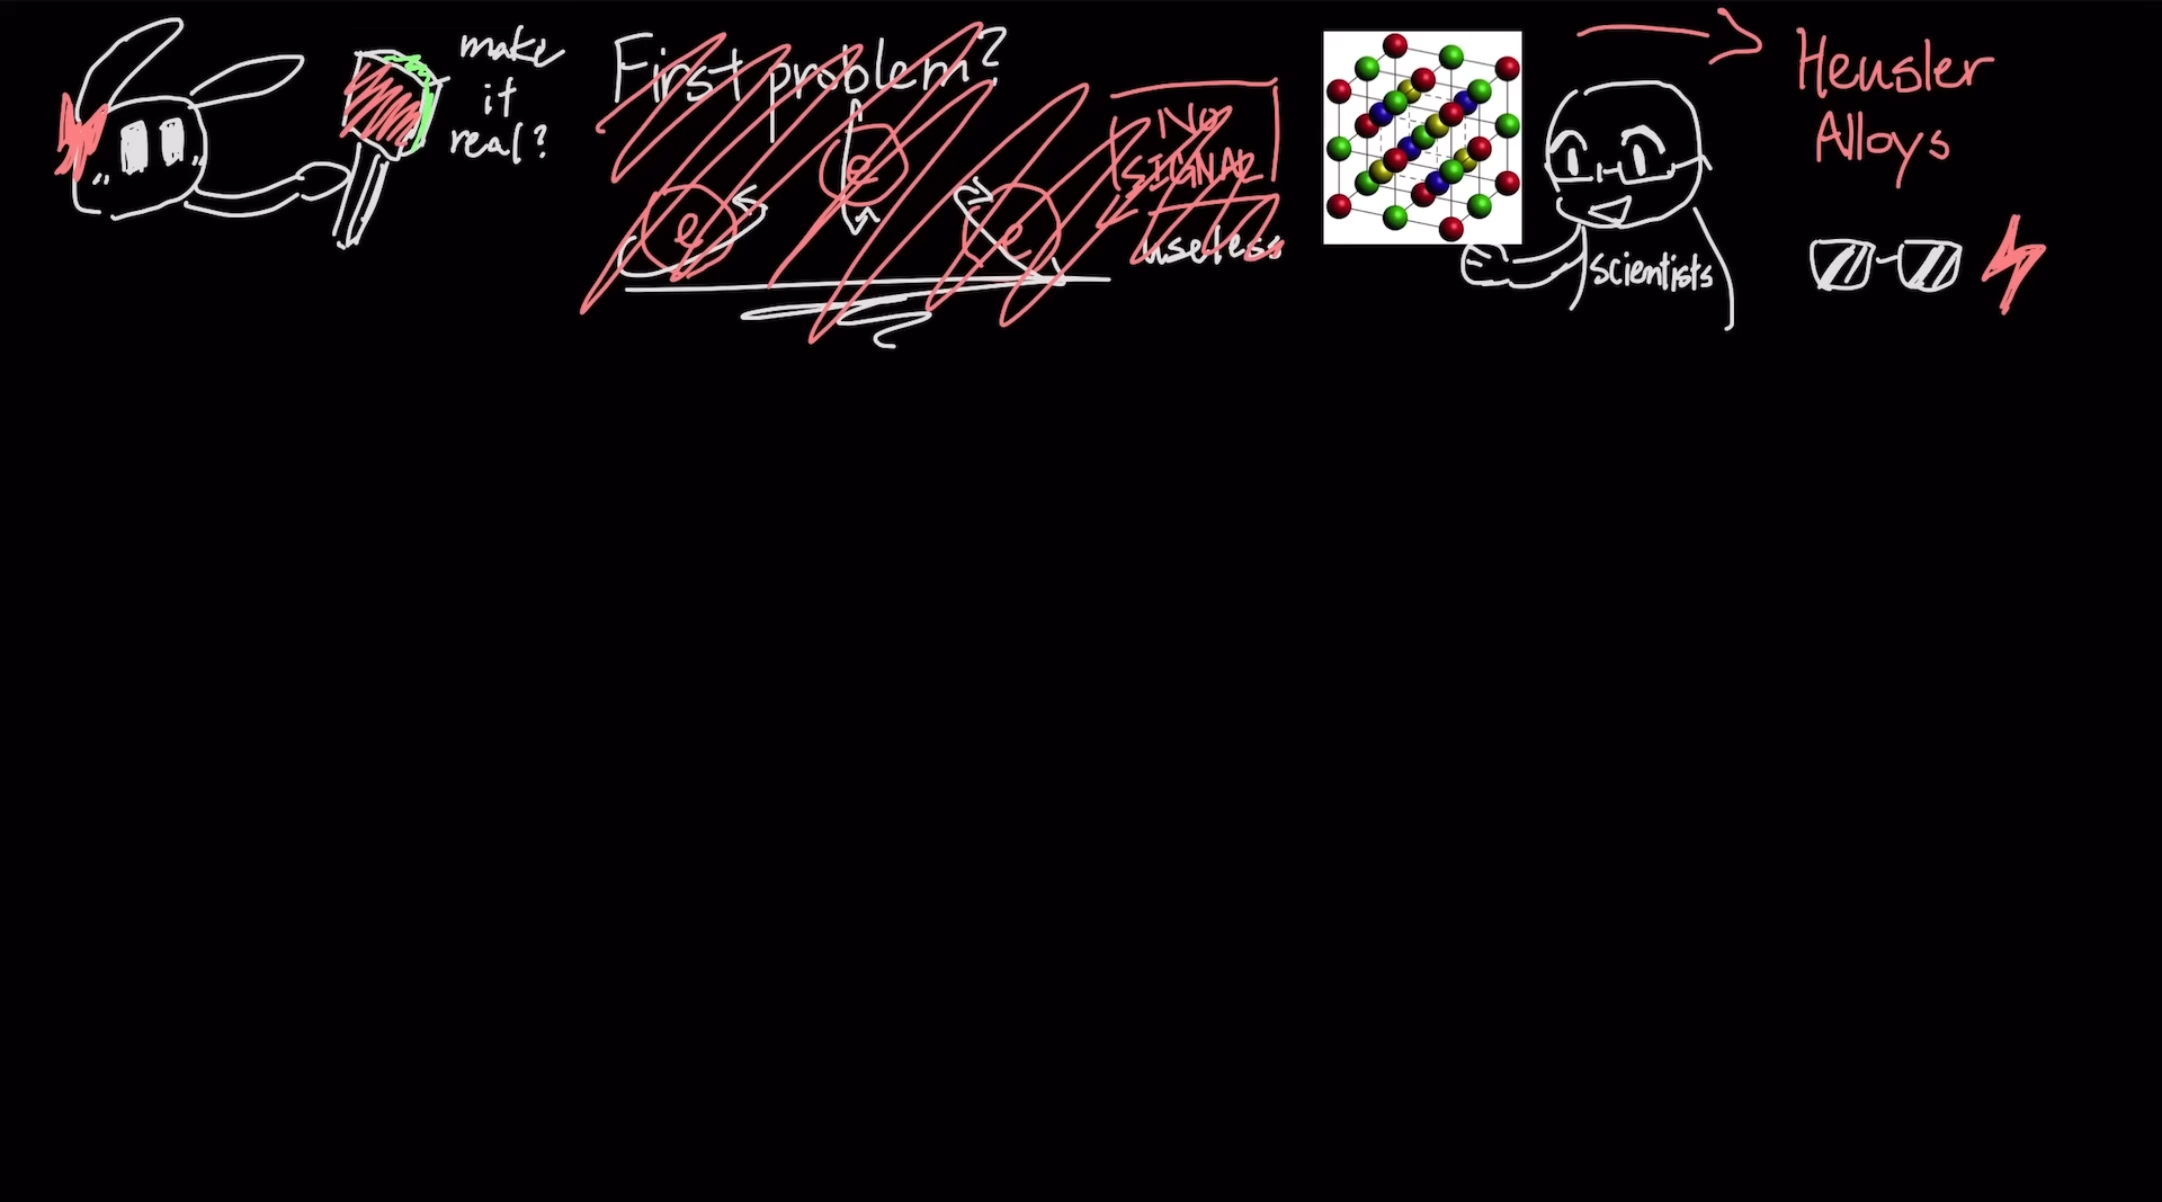 make
it
real?
First problem?
e
e
e
NO
SIGNAL
useless
scientists
Heusler
Alloys